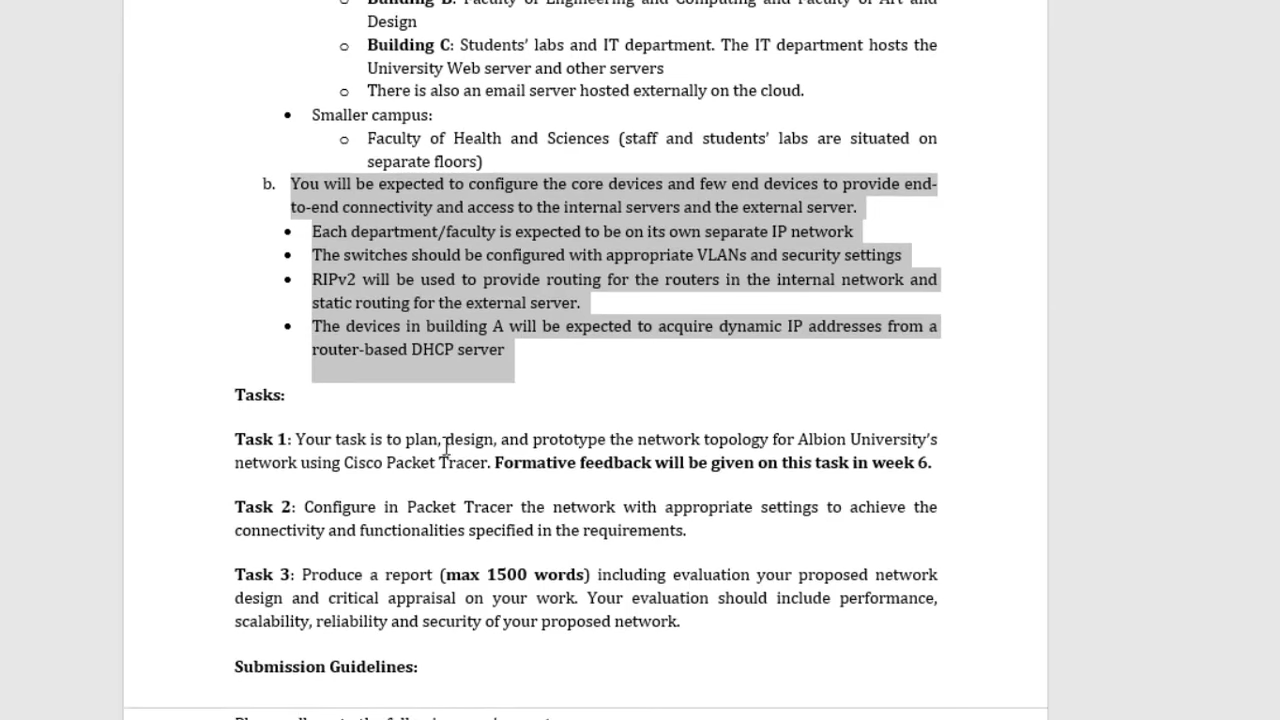 o Building B: Faculty of Engineering and Computing and Faculty of Art and
Design
o Building C: Students’ labs and IT department. The IT department hosts the
University Web server and other servers
o There is also an email server hosted externally on the cloud.
• Smaller campus:
o Faculty of Health and Sciences (staff and students’ labs are situated on
separate floors)
b. You will be expected to configure the core devices and few end devices to provide end-
to-end connectivity and access to the internal servers and the external server.
• Each department/faculty is expected to be on its own separate IP network
• The switches should be configured with appropriate VLANs and security settings
• RIPv2 will be used to provide routing for the routers in the internal network and
static routing for the external server.
• The devices in building A will be expected to acquire dynamic IP addresses from a
router-based DHCP server
Tasks:
Task 1: Your task is to plan, design, and prototype the network topology for Albion University’s
network using Cisco Packet Tracer. Formative feedback will be given on this task in week 6.
Task 2: Configure in Packet Tracer the network with appropriate settings to achieve the
connectivity and functionalities specified in the requirements.
Task 3: Produce a report (max 1500 words) including evaluation your proposed network
design and critical appraisal on your work. Your evaluation should include performance,
scalability, reliability and security of your proposed network.
Submission Guidelines: